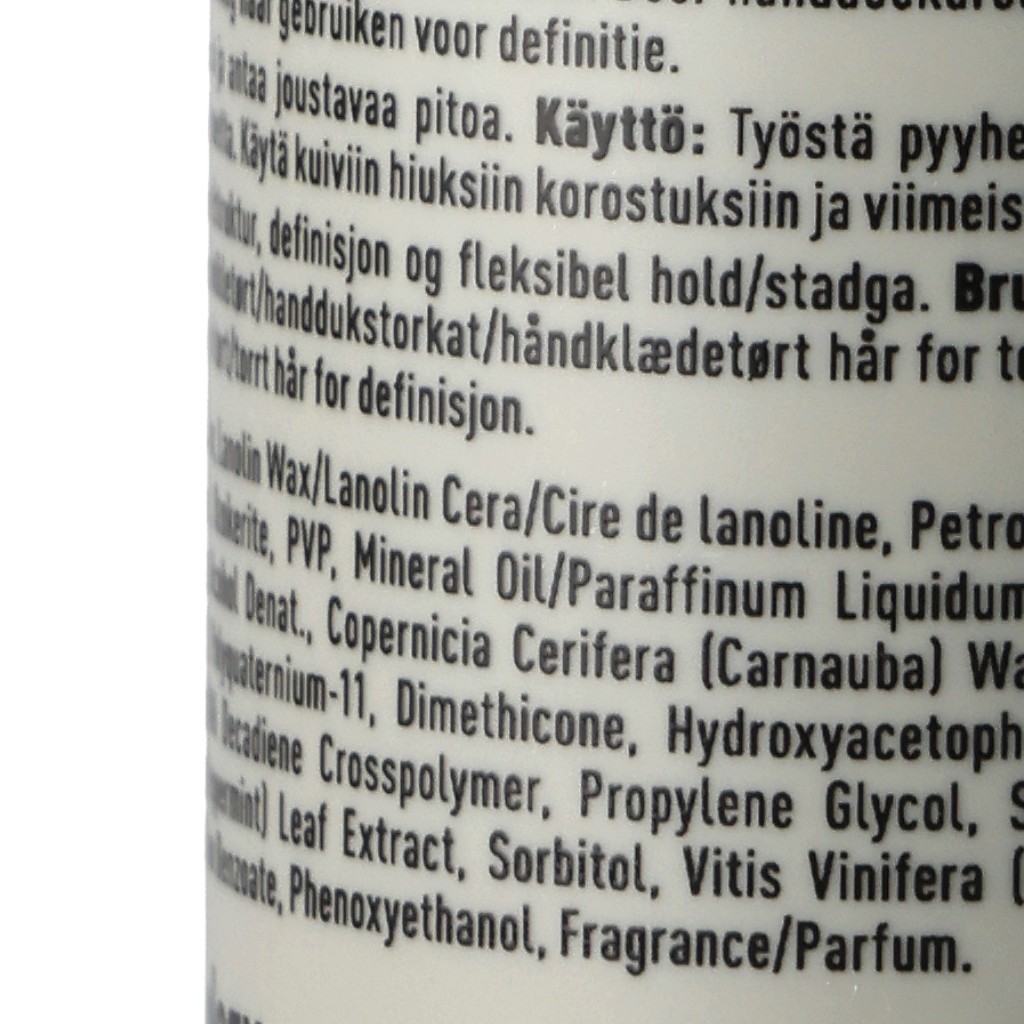 gebruiken voor definitie.
antaa joustavaa pitoa. Käyttö: Työstä pyyhe
Käytä kuiviin hiuksiin korostuksiin ja viimeis
definisjon og fleksibel hold/stadga. Bru
handdukstorkat/håndklædetørt hår for
hår for definisjon.
Lanolin Wax/Lanolin Cera/Cire de lanoline, Petro
PVP, Mineral Oil/Paraffinum Liquidum
Denat., Copernicia Cerifera (Carnauba) Wa
Dimethicone, Hydroxyacetoph
Decadiene Crosspolymer, Propylene Glycol, S
Leaf Extract, Sorbitol, Vitis Vinifera (
Phenoxyethanol, Fragrance/Parfum.